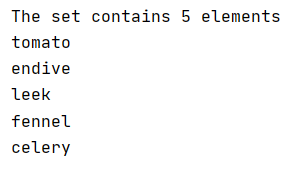 The set contains 5 elements
tomato
endive
leek
fennel
celery